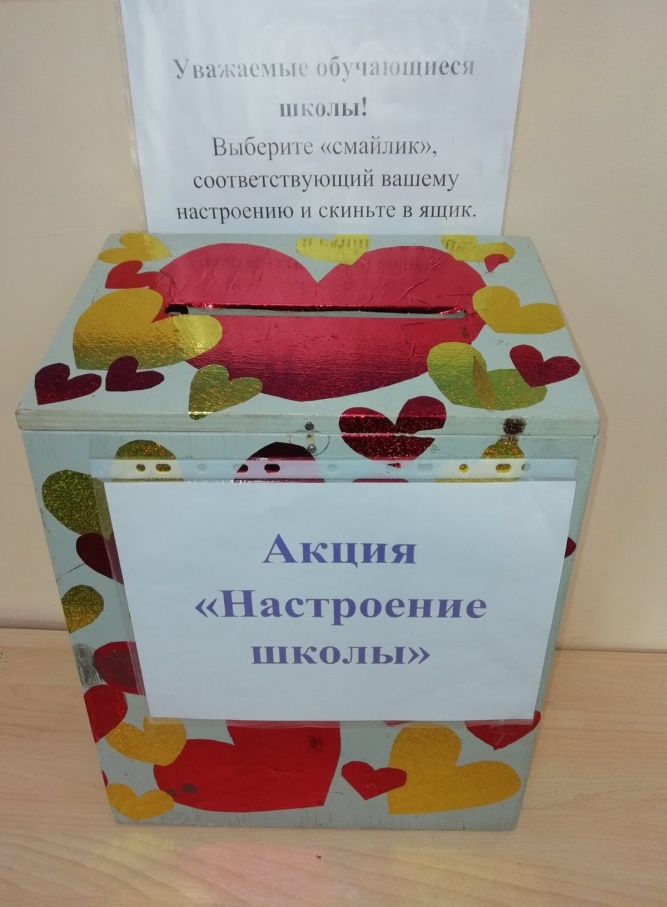 Уважаемые обучающиеся
школы!
Выберите «смайлик»,
соответствующий вашему
настроению и скиньте в ящик.
Акция
«Настроение
школы»